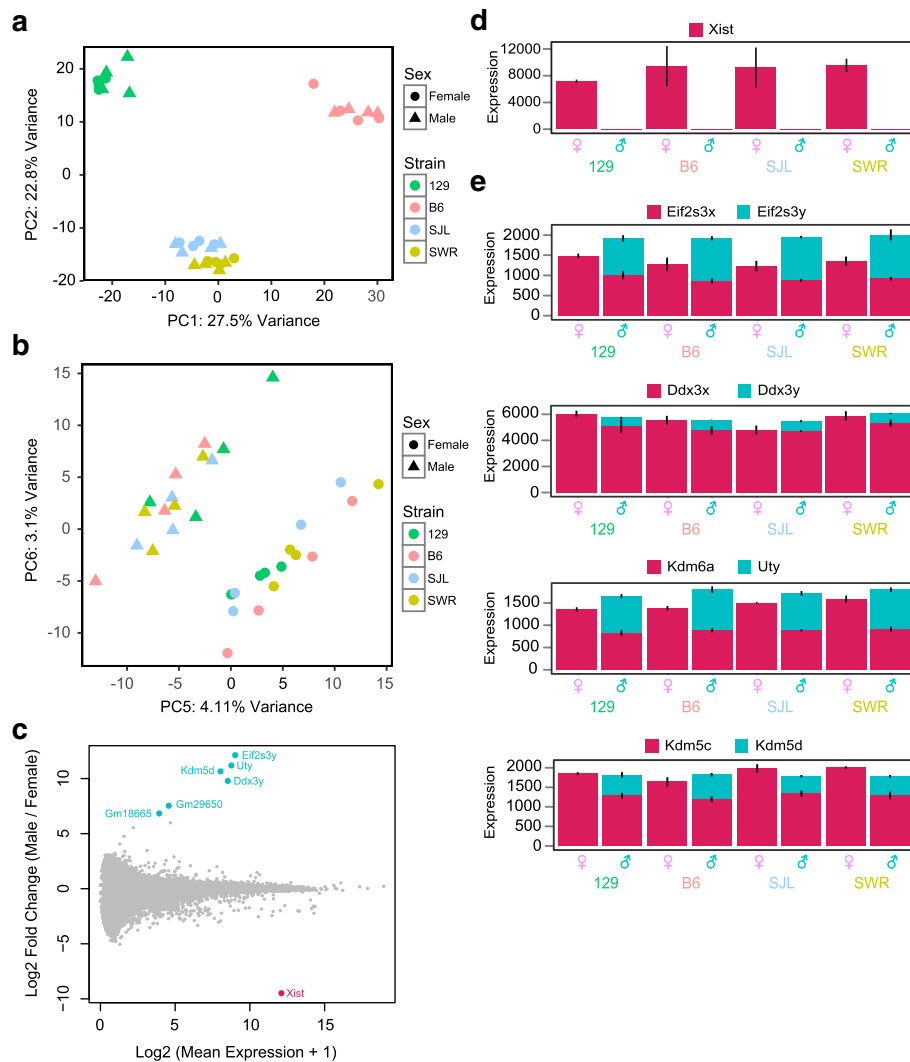 a
20
10
0
-10
-20
PC2: 22.8% Variance
-20
-10
0
10
20
30
PC1: 27.5% Variance
Sex
Female
Male
Strain
129
B6
SJL
SWR
b
15
10
5
0
-5
-10
PC6: 3.1% Variance
-10
-5
0
5
10
15
PC5: 4.11% Variance
Sex
Female
Male
Strain
129
B6
SJL
SWR
c
10
5
0
-5
-10
Log2 Fold Change (Male / Female)
Eif2s3y
Uty
Kdm5d
Ddx3y
Gm29650
Gm18665
Xist
0
5
10
15
Log2 (Mean Expression + 1)
d
Xist
12000
8000
4000
0
Expression
♀ ♂ ♀ ♂ ♀ ♂ ♀ ♂
129 B6 SJL SWR
e
Eif2s3x Eif2s3y
2000
1500
1000
500
0
Expression
♀ ♂ ♀ ♂ ♀ ♂ ♀ ♂
129 B6 SJL SWR
Ddx3x Ddx3y
6000
4000
2000
0
Expression
♀ ♂ ♀ ♂ ♀ ♂ ♀ ♂
129 B6 SJL SWR
Kdm6a Uty
1500
1000
500
0
Expression
♀ ♂ ♀ ♂ ♀ ♂ ♀ ♂
129 B6 SJL SWR
Kdm5c Kdm5d
2000
1500
1000
500
0
Expression
♀ ♂ ♀ ♂ ♀ ♂ ♀ ♂
129 B6 SJL SWR